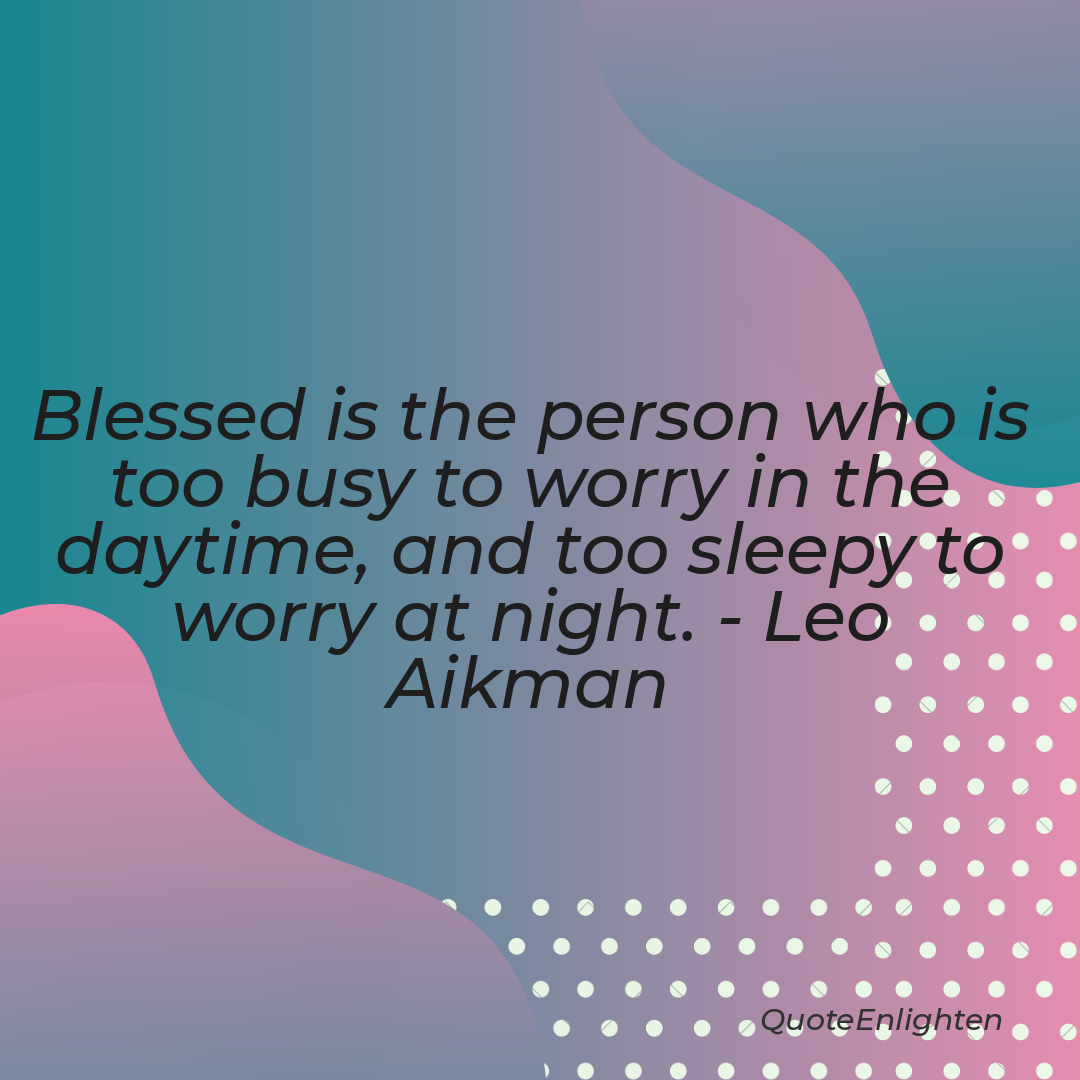 Blessed is the person who is
too busy to worry in the
daytime, and too sleepy to
worry at night. - Leo
Aikman
QuoteEnlighten